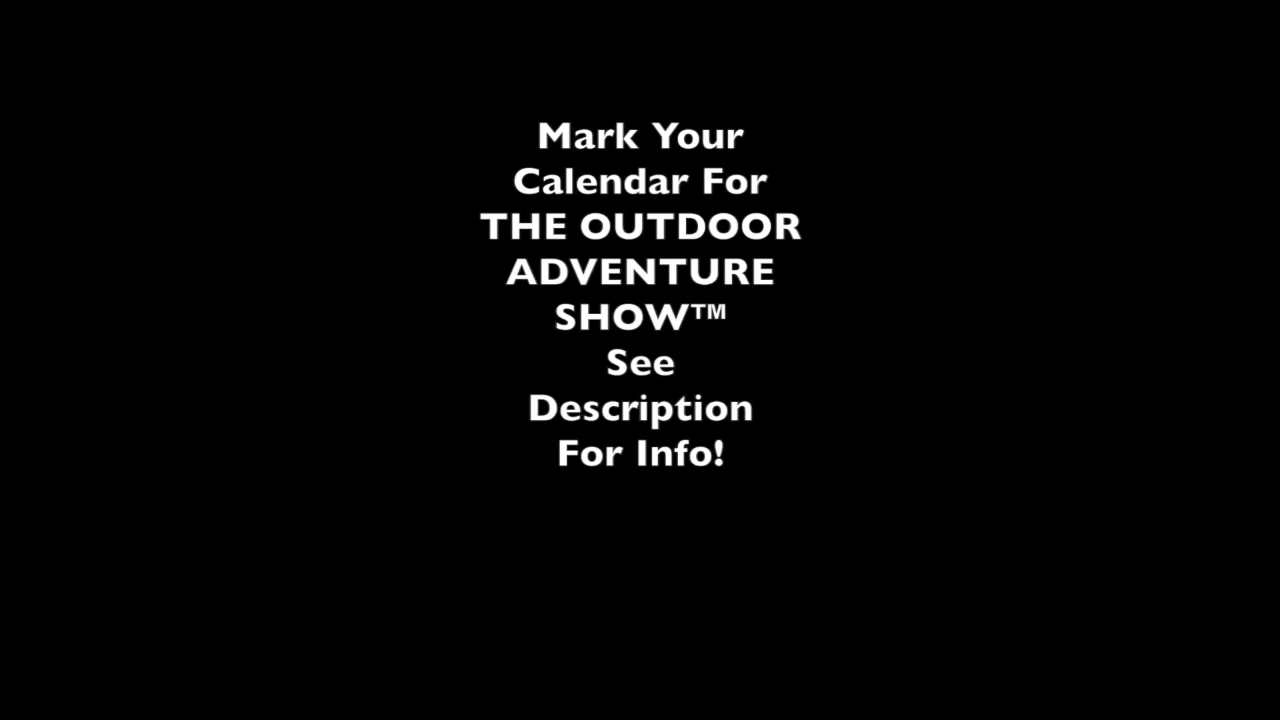 Mark Your
Calendar For
THE OUTDOOR
ADVENTURE
SHOW™
See
Description
For Info!